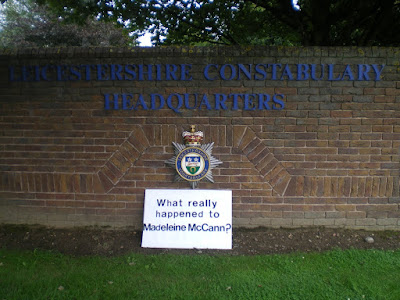 LEICESTERSHIRE CONSTABULARY
HEADQUARTERS
What really
happened to
Madeleine McCann?